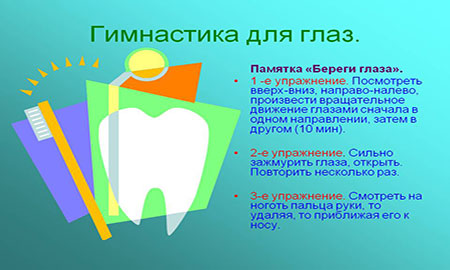 Гимнастика для глаз.
Памятка «Береги глаза».
• 1 -е упражнение. Посмотреть
вверх-вниз, направо-налево,
произвести вращательное
движение глазами сначала в
одном направлении, затем в
другом (10 мин).
• 2-е упражнение. Сильно
зажмурить глаза, открыть.
Повторить несколько раз.
• 3-е упражнение. Смотреть на
ноготь пальца руки, то
удаляя, то приближая его к
носу.